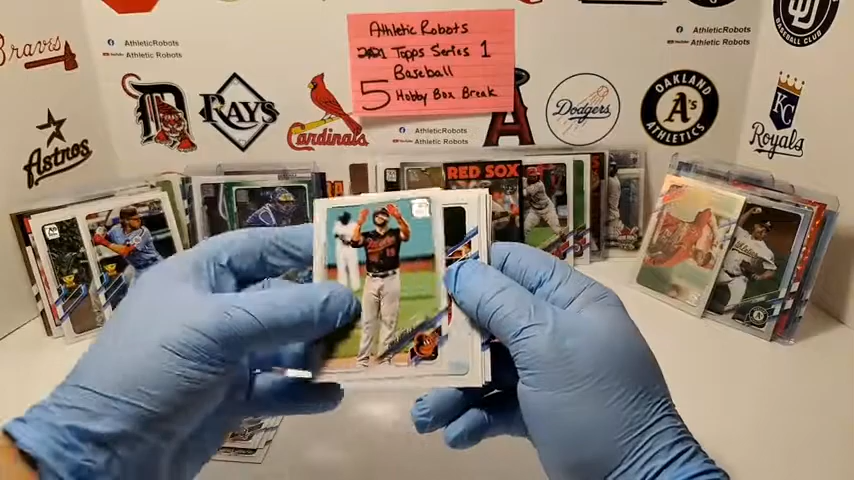 Athletic Robots
2021 Topps Series 1
Baseball
5 Hobby Box Break
AthleticRobots
Athletic Robots
AthleticRobots
Athletic Robots
AthleticRobots
Athletic Robots
Braves
RAYS
Cardinals
Dodgers
OAKLAND
A's
ATHLETICS
KC
Royals
Astros
RED SOX